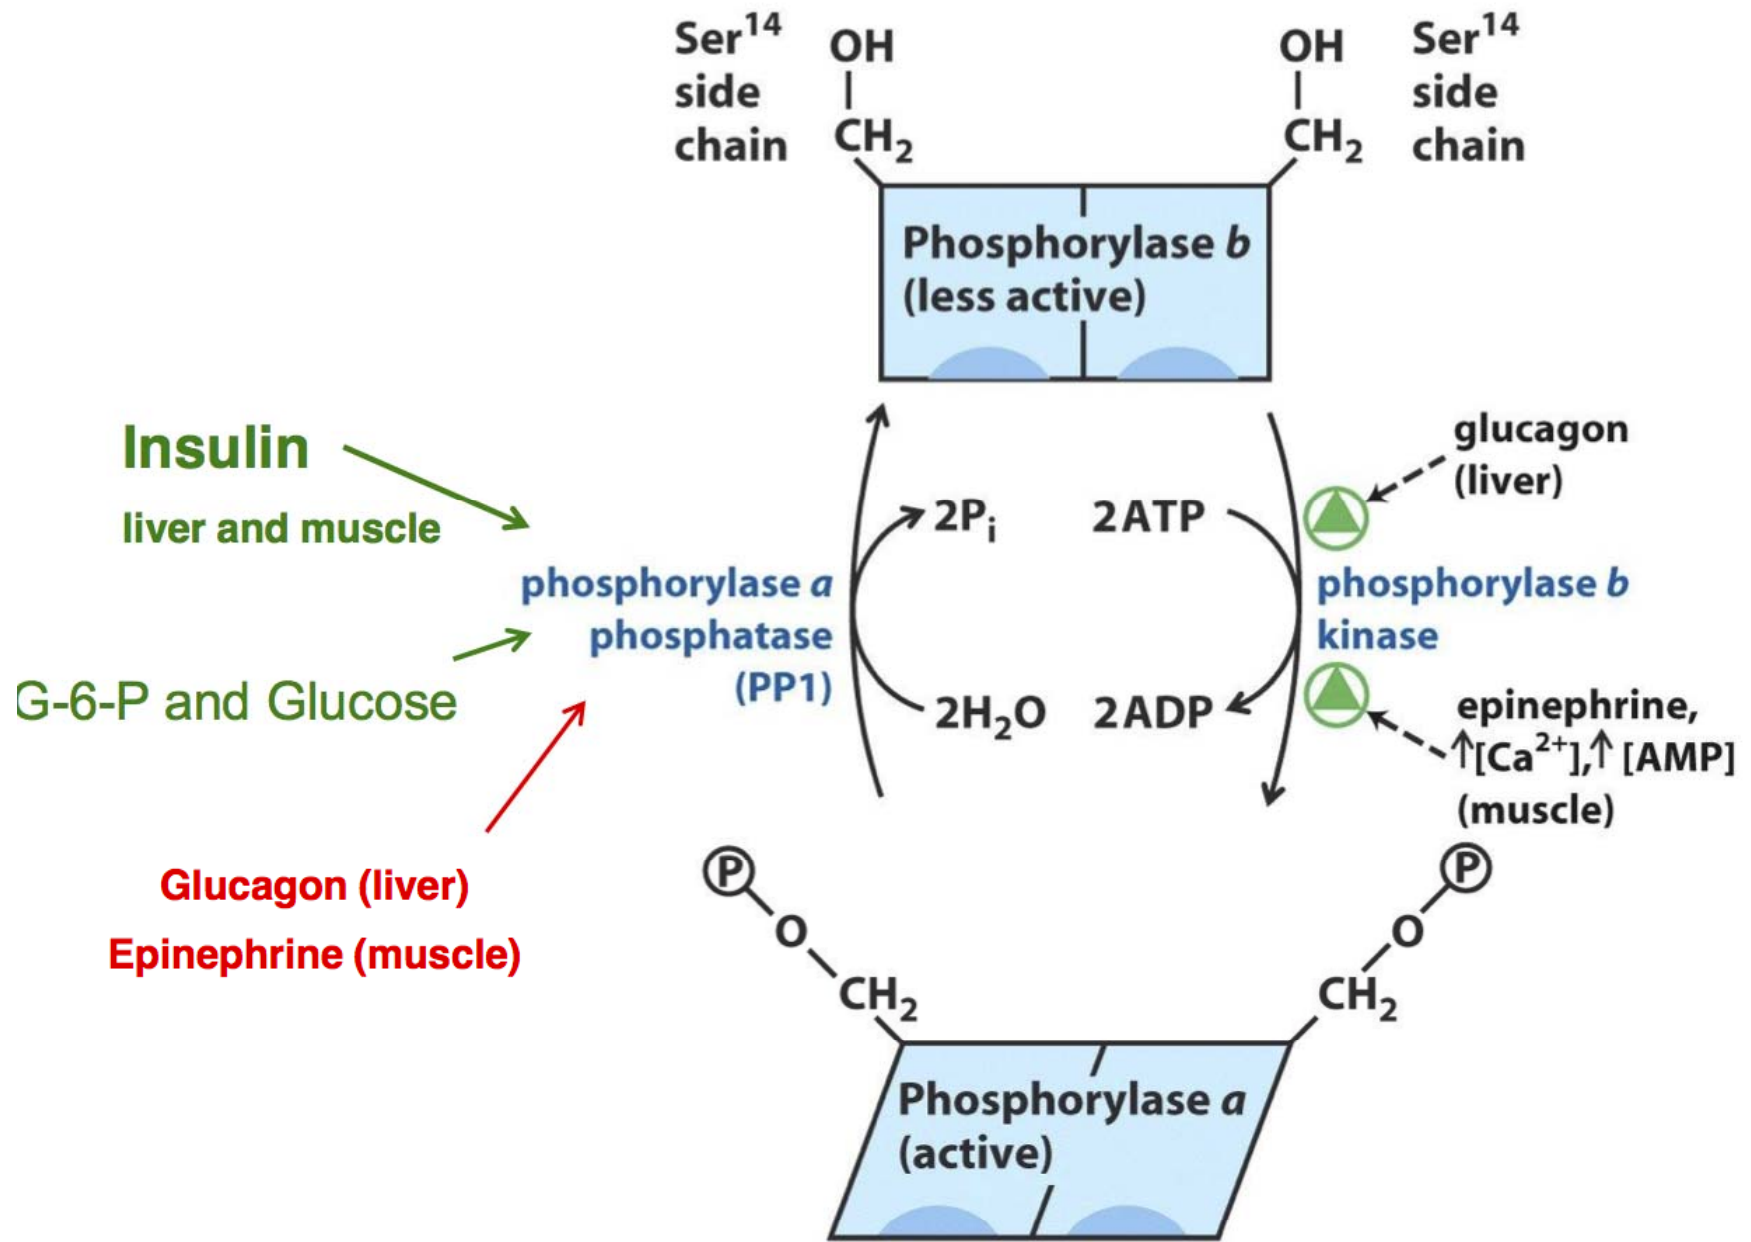 Ser¹⁴
side
chain
OH
CH₂
OH
CH₂
Ser¹⁴
side
chain
Phosphorylase b
(less active)
Insulin
liver and muscle
G-6-P and Glucose
Glucagon (liver)
Epinephrine (muscle)
phosphorylase a
phosphatase
(PP1)
2Pᵢ
2H₂O
2ATP
2ADP
glucagon
(liver)
phosphorylase b
kinase
epinephrine,
↑[Ca²⁺],↑[AMP]
(muscle)
P
O
CH₂
P
O
CH₂
Phosphorylase a
(active)